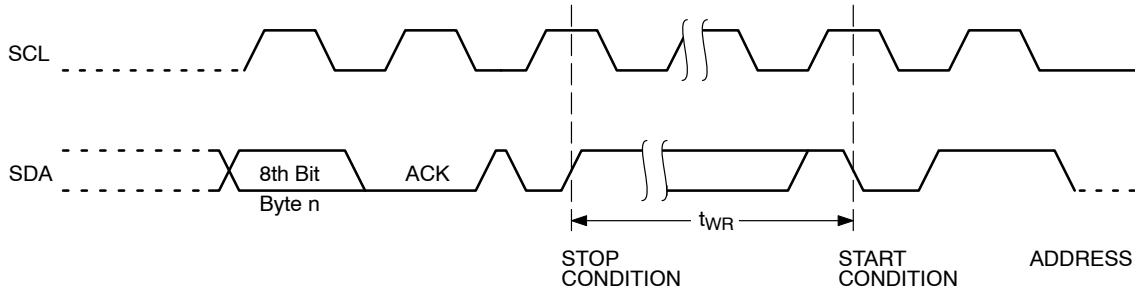 SCL
SDA
8th Bit
Byte n
ACK
tWR
STOP
CONDITION
START
CONDITION
ADDRESS